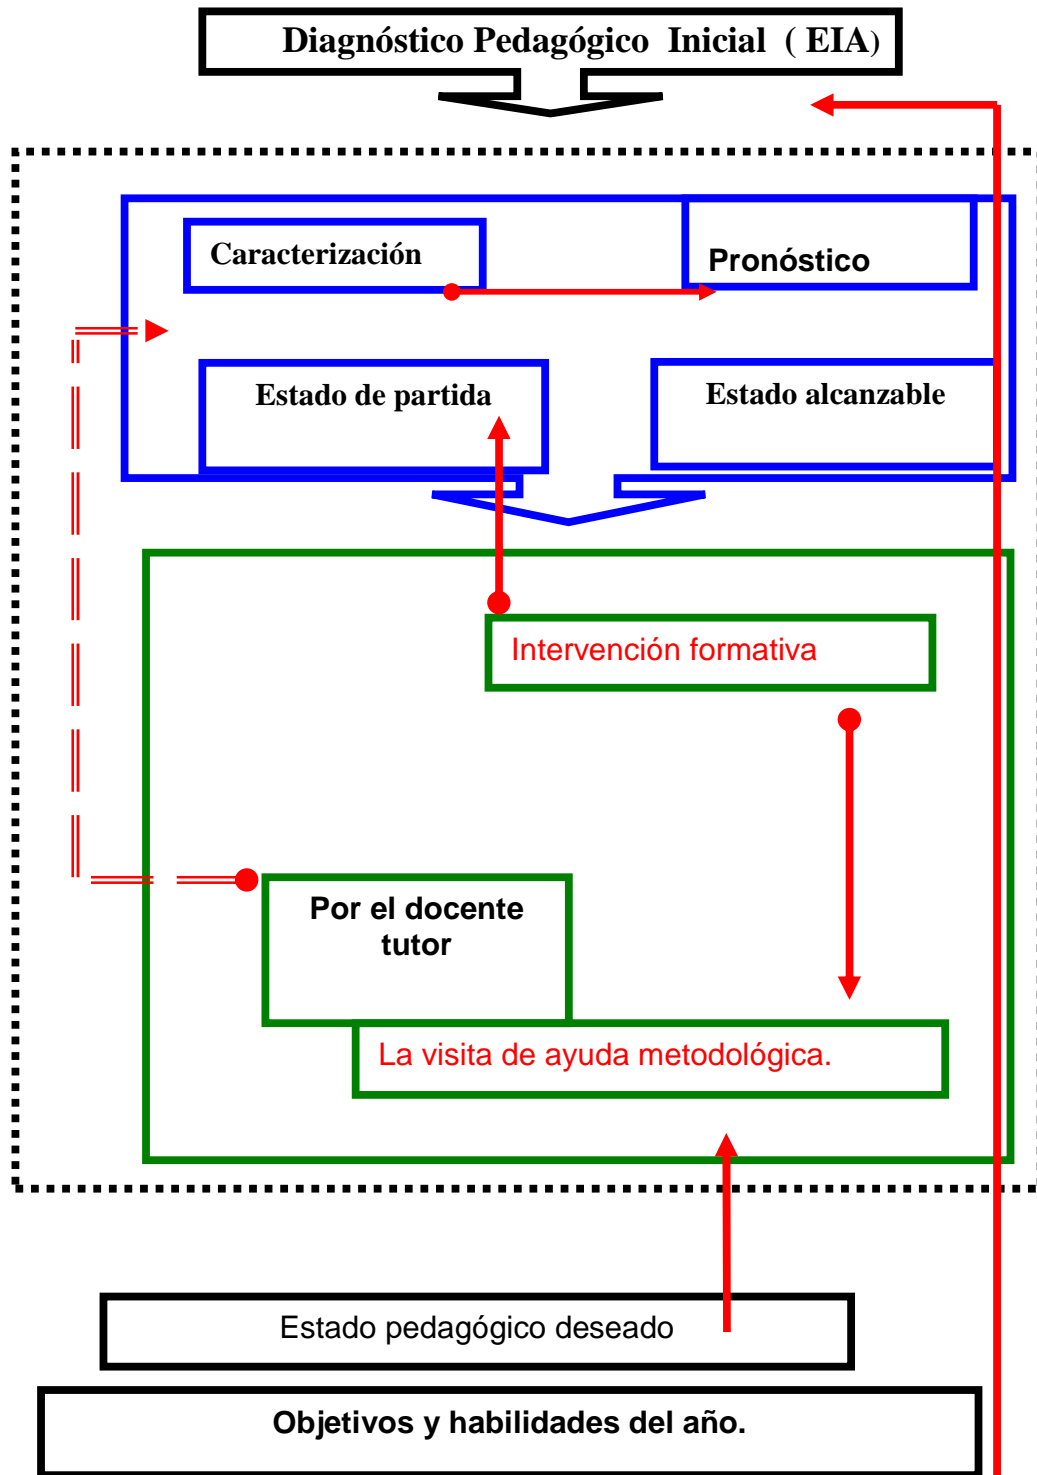 Diagnóstico Pedagógico Inicial ( EIA)
Caracterización
Pronóstico
Estado de partida
Estado alcanzable
Intervención formativa
Por el docente
tutor
La visita de ayuda metodológica.
Estado pedagógico deseado
Objetivos y habilidades del año.